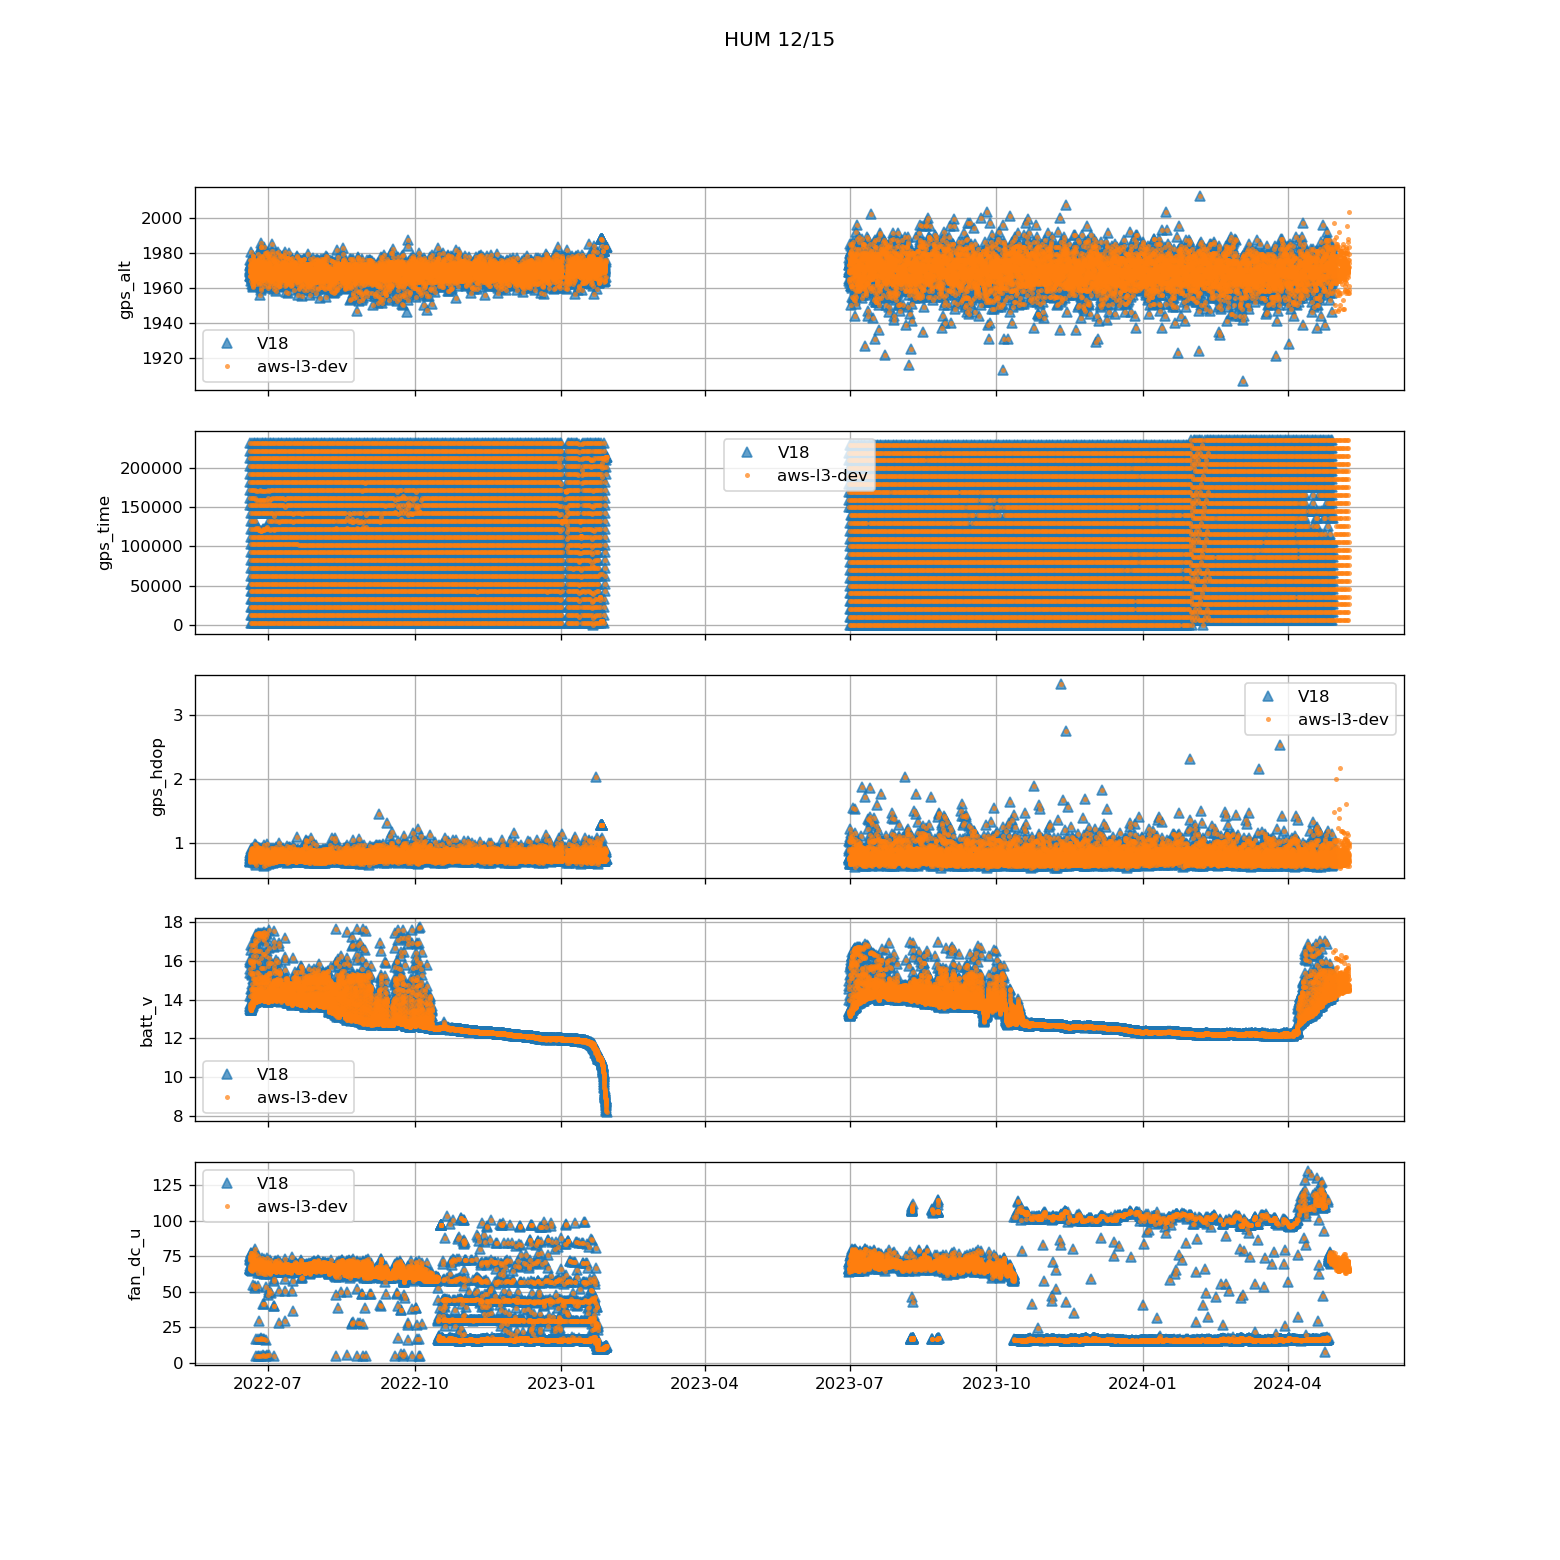 HUM 12/15
2000
1980
1960
1940
1920
gps_alt
V18
aws-l3-dev
200000
150000
100000
50000
0
gps_time
V18
aws-l3-dev
3
2
1
gps_hdop
V18
aws-l3-dev
18
16
14
12
10
8
batt_v
V18
aws-l3-dev
125
100
75
50
25
0
fan_dc_u
V18
aws-l3-dev
2022-07 2022-10 2023-01 2023-04 2023-07 2023-10 2024-01 2024-04